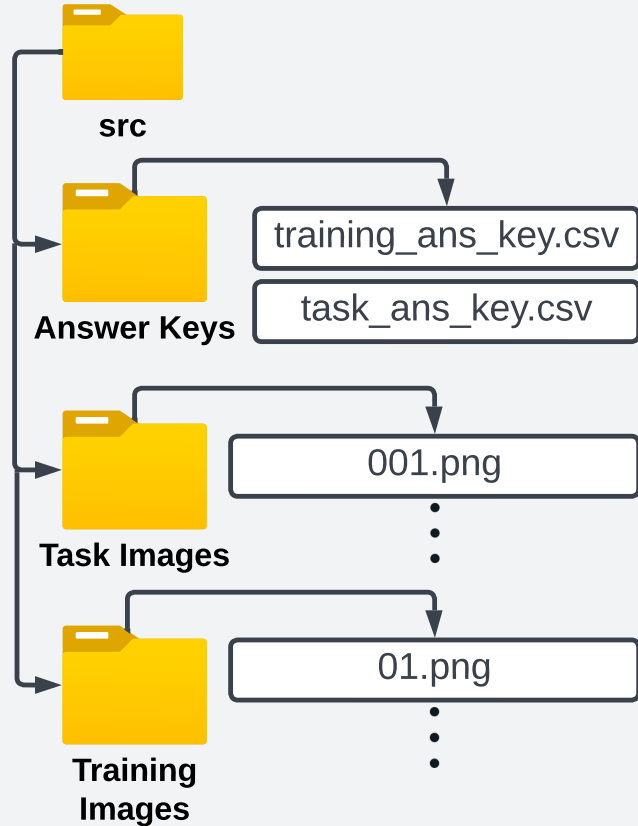 src
training_ans_key.csv
task_ans_key.csv
Answer Keys
001.png
Task Images
01.png
Training
Images